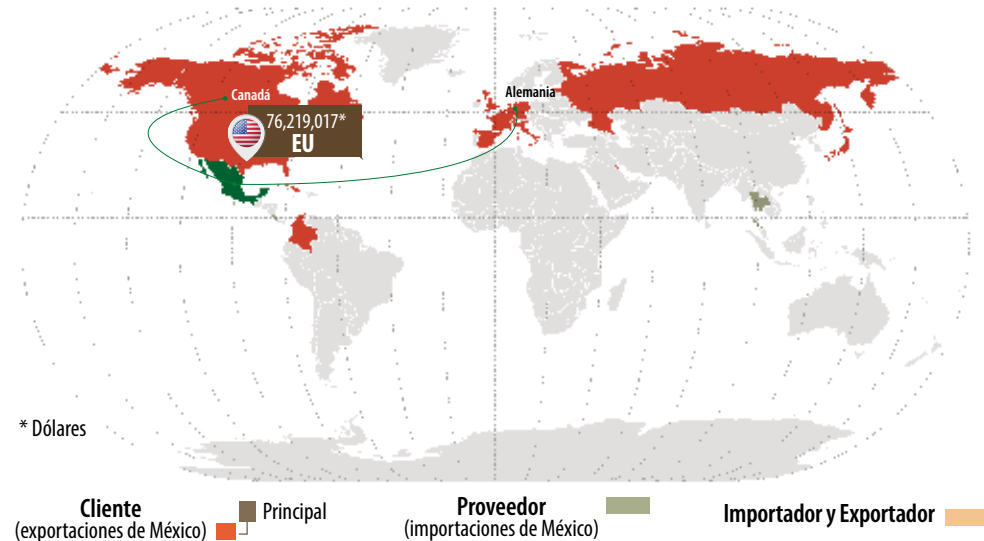 Canadá
Alemania
76,219,017*
EU
* Dólares
Cliente
(exportaciones de México)
Principal
Proveedor
(importaciones de México)
Importador y Exportador